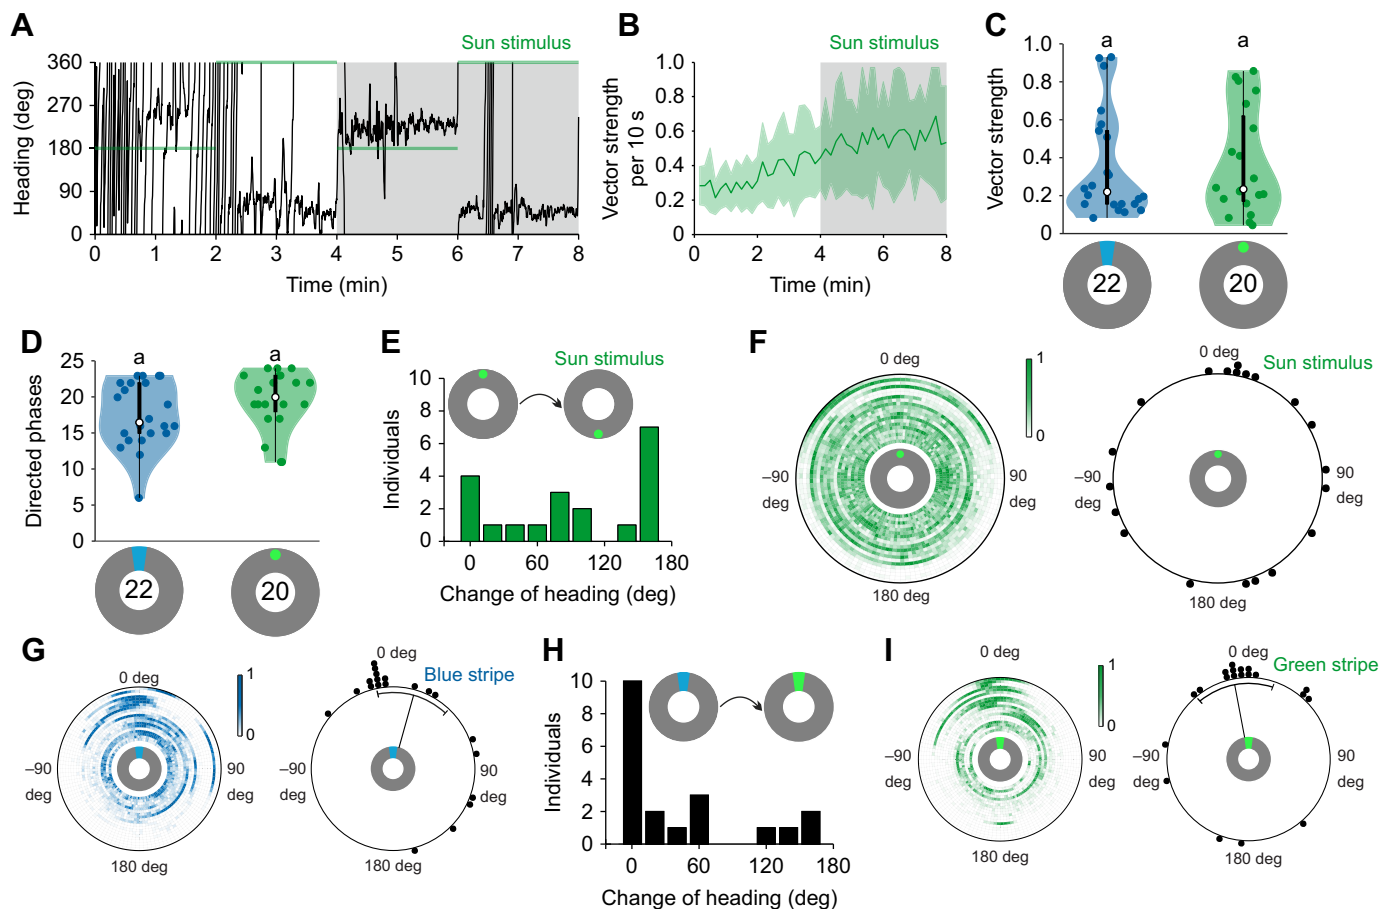 A
Sun stimulus
Heading (deg)
360
270
180
90
0
0 1 2 3 4 5 6 7 8
Time (min)
B
Sun stimulus
Vector strength
per 10 s
1.0
0.8
0.6
0.4
0.2
0
0 2 4 6 8
Time (min)
C
Vector strength
1.0
0.8
0.6
0.4
0.2
0
a a
22 20
D
Directed phases
25
20
15
10
5
0
a a
22 20
E
Sun stimulus
Individuals
10
8
6
4
2
0
0 60 120 180
Change of heading (deg)
F
0 deg
1
0
–90
deg
90
deg
180 deg
0 deg
Sun stimulus
–90
deg
90
deg
180 deg
G
0 deg
1
0
–90
deg
90
deg
180 deg
0 deg
Blue stripe
–90
deg
90
deg
180 deg
H
Individuals
10
8
6
4
2
0
0 60 120 180
Change of heading (deg)
I
0 deg
1
0
–90
deg
90
deg
180 deg
0 deg
Green stripe
–90
deg
90
deg
180 deg